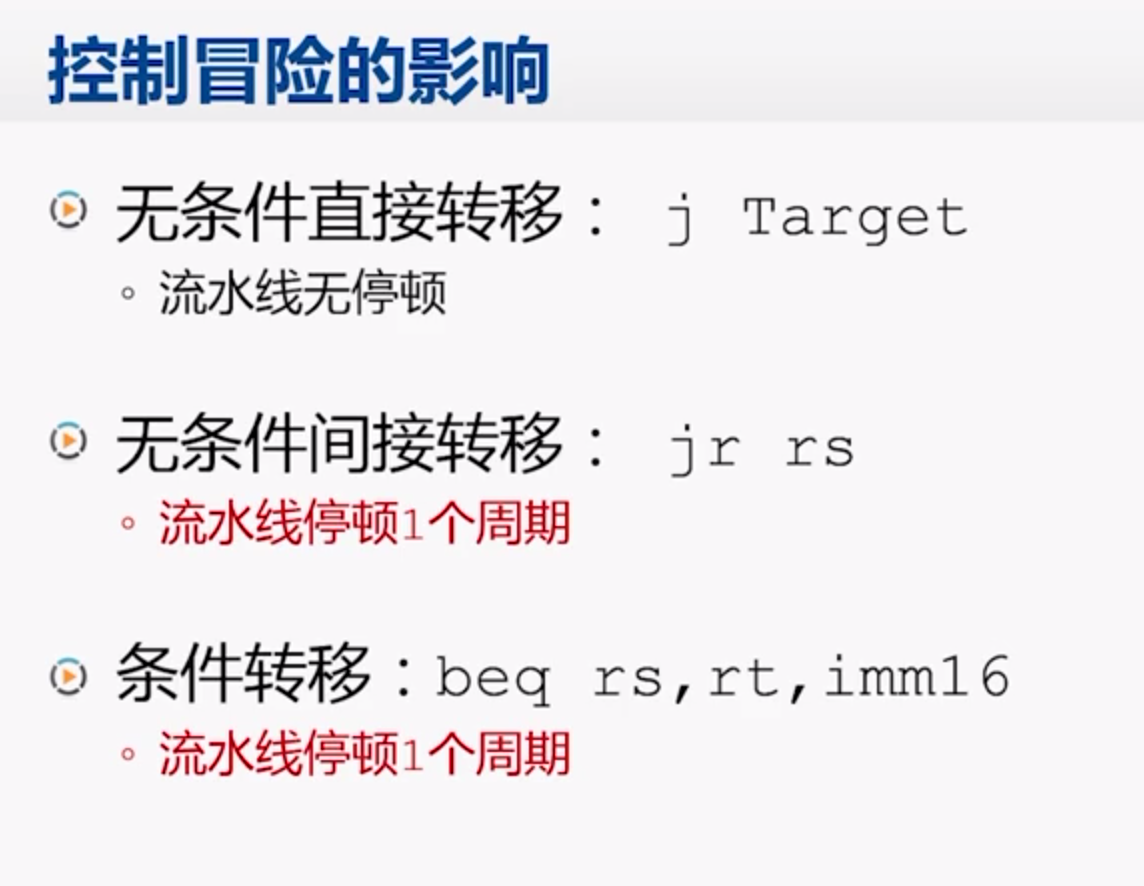 控制冒险的影响
无条件直接转移： j Target
流水线无停顿
无条件间接转移： jr rs
流水线停顿1个周期
条件转移：beq rs,rt,imm16
流水线停顿1个周期